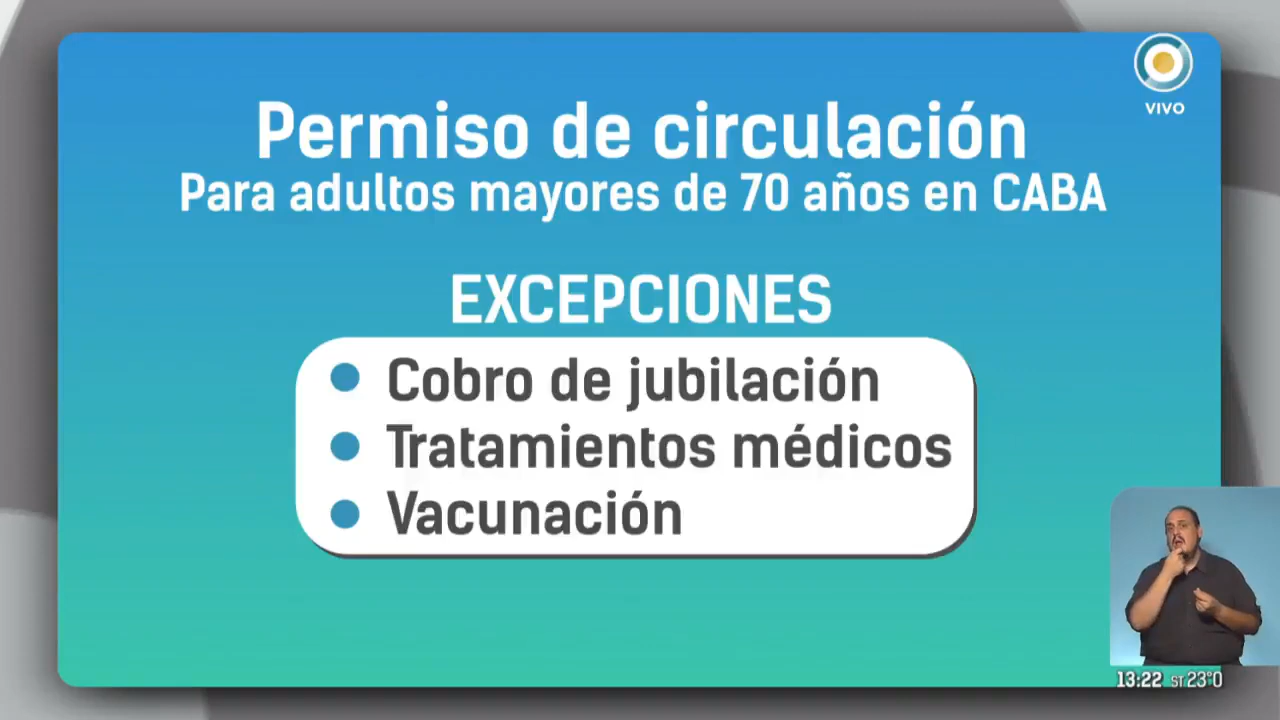 VIVO
Permiso de circulación
Para adultos mayores de 70 años en CABA
EXCEPCIONES
Cobro de jubilación
Tratamientos médicos
Vacunación
13:22 ST 23°0